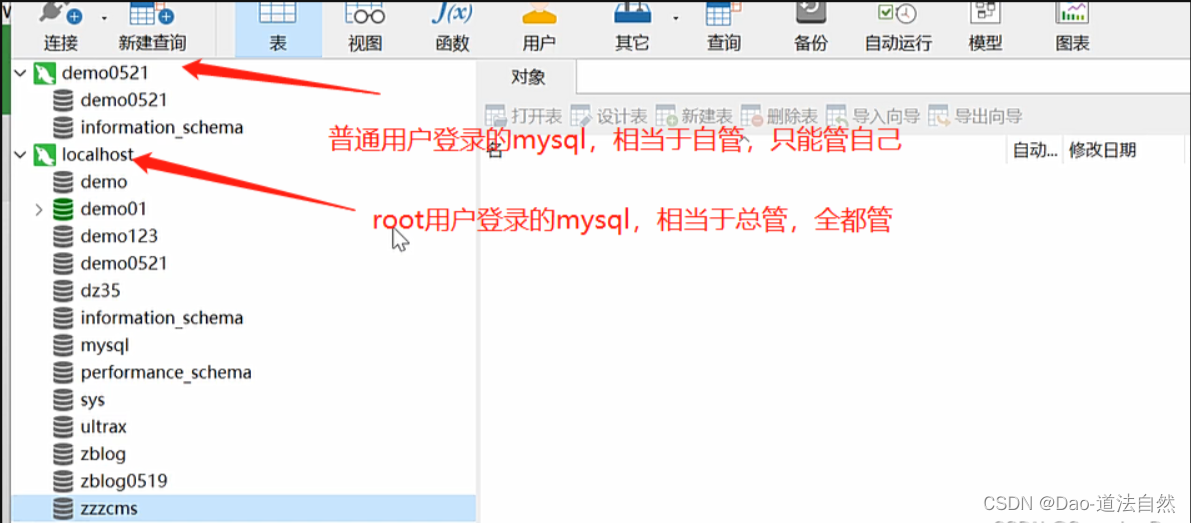 连接 新建查询 表 视图 函数 用户 其它 查询 备份 自动运行 模型 图表
demo0521
demo0521
information_schema
localhost
demo
demo01
demo123
demo0521
dz35
information_schema
mysql
performance_schema
sys
ultrax
zblog
zblog0519
zzzcms
对象
打开表 设计表 新建表 删除表 导入向导 导出向导
名 自动... 修改日期
普通用户登录的mysql，相当于自管，只能管自己
root用户登录的mysql，相当于总管，全都管
CSDN @Dao-道法自然